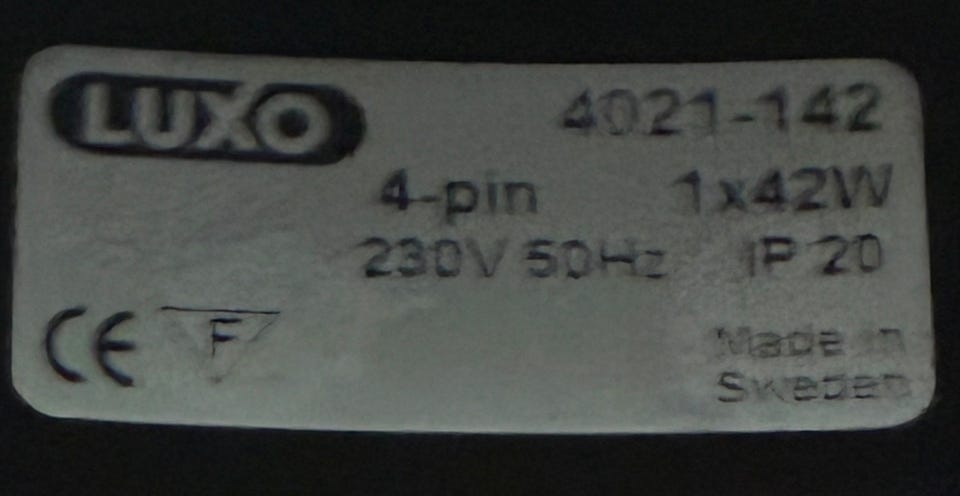 LUXO 4021-142
4-pin 1x42W
230V 50Hz IP 20
CE F Made in
Sweden